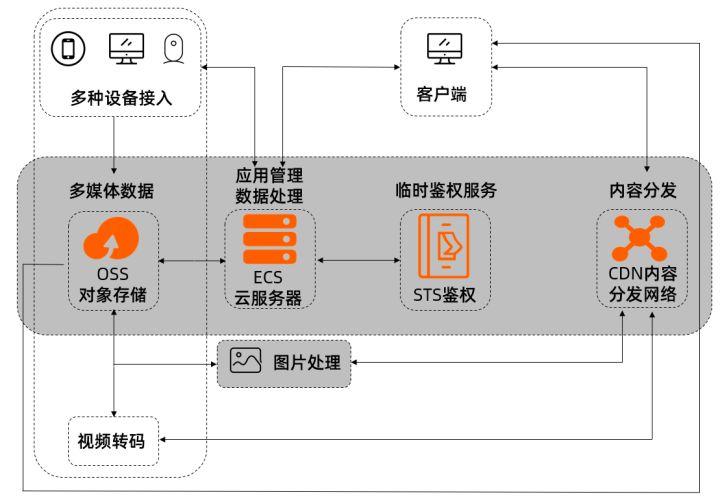 多种设备接入
客户端
多媒体数据
应用管理
数据处理
临时鉴权服务
内容分发
OSS
对象存储
ECS
云服务器
STS鉴权
CDN内容
分发网络
图片处理
视频转码